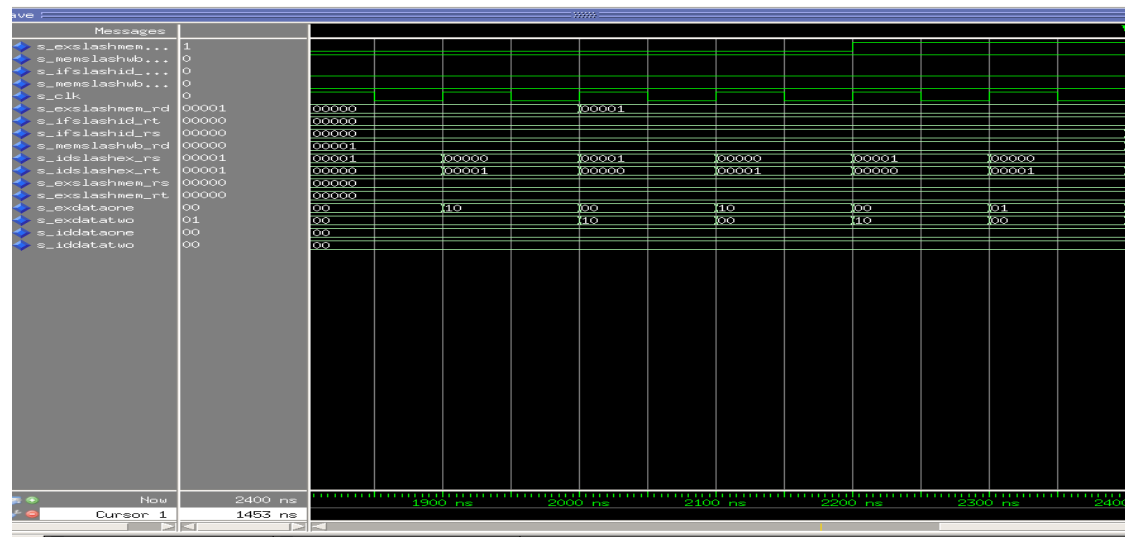 ave
Messages
s_exslashmem... 1
s_memslashwb... 0
s_ifslashid_... 0
s_memslashwb... 0
s_clk 0
s_exslashmem_rd 00001 00000 00001
s_ifslashid_rt 00000 00000
s_ifslashid_rs 00000 00000
s_memslashwb_rd 00000 00001
s_idslashex_rs 00001 00001 00000 00001 00000 00001 00000
s_idslashex_rt 00001 00000 00001 00000 00001 00000 00001
s_exslashmem_rs 00000 00000
s_exslashmem_rt 00000 00000
s_exdataone 00 00 10 00 10 00 01
s_exdatatwo 01 00 10 00 10 00
s_iddataone 00 00
s_iddatatwo 00 00
Now 2400 ns 1900 ns 2000 ns 2100 ns 2200 ns 2300 ns 2400
Cursor 1 1453 ns